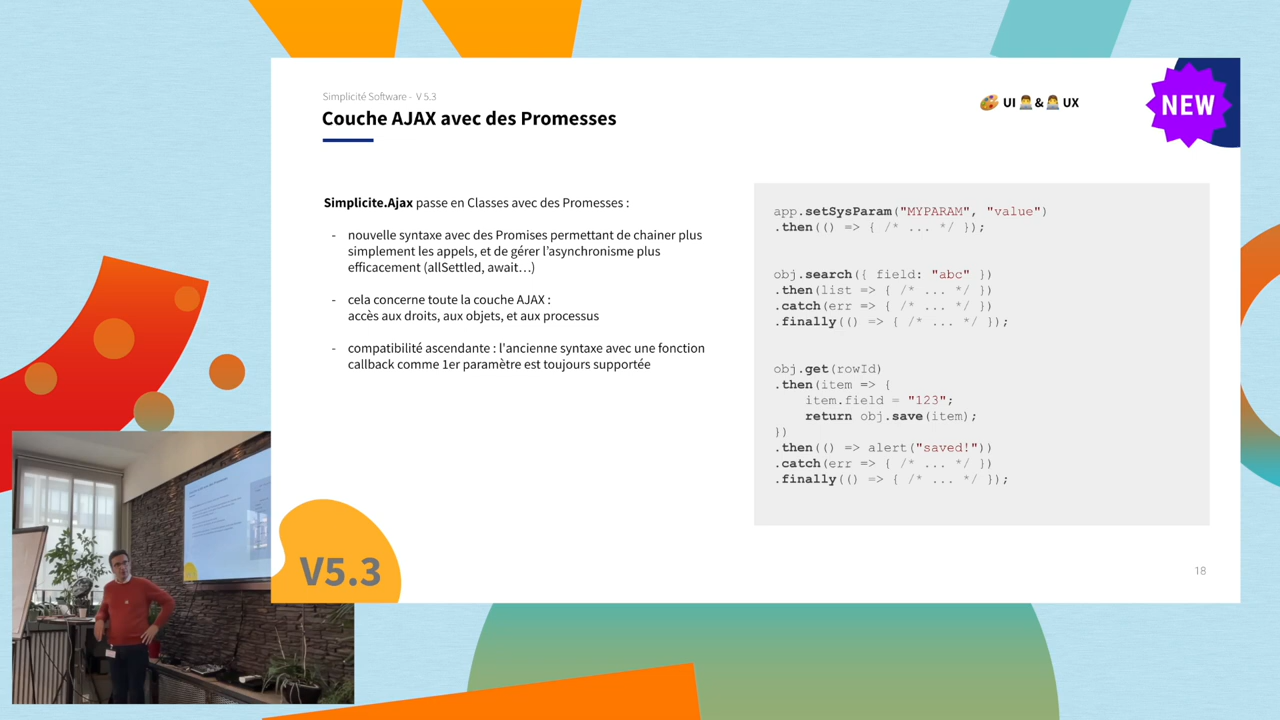 Simplicité Software - V 5.3
Couche AJAX avec des Promesses
UI & UX
NEW
Simplicite.Ajax passe en Classes avec des Promesses :
- nouvelle syntaxe avec des Promises permettant de chainer plus
simplement les appels, et de gérer l'asynchronisme plus
efficacement (allSettled, await…)
- cela concerne toute la couche AJAX :
accès aux droits, aux objets, et aux processus
- compatibilité ascendante : l'ancienne syntaxe avec une fonction
callback comme 1er paramètre est toujours supportée
app.setSysParam("MYPARAM", "value")
.then(() => { /* ... */ });
obj.search({ field: "abc" })
.then(list => { /* ... */ })
.catch(err => { /* ... */ })
.finally(() => { /* ... */ });
obj.get(rowId)
.then(item => {
    item.field = "123";
    return obj.save(item);
})
.then(() => alert("saved!"))
.catch(err => { /* ... */ })
.finally(() => { /* ... */ });
V5.3
18